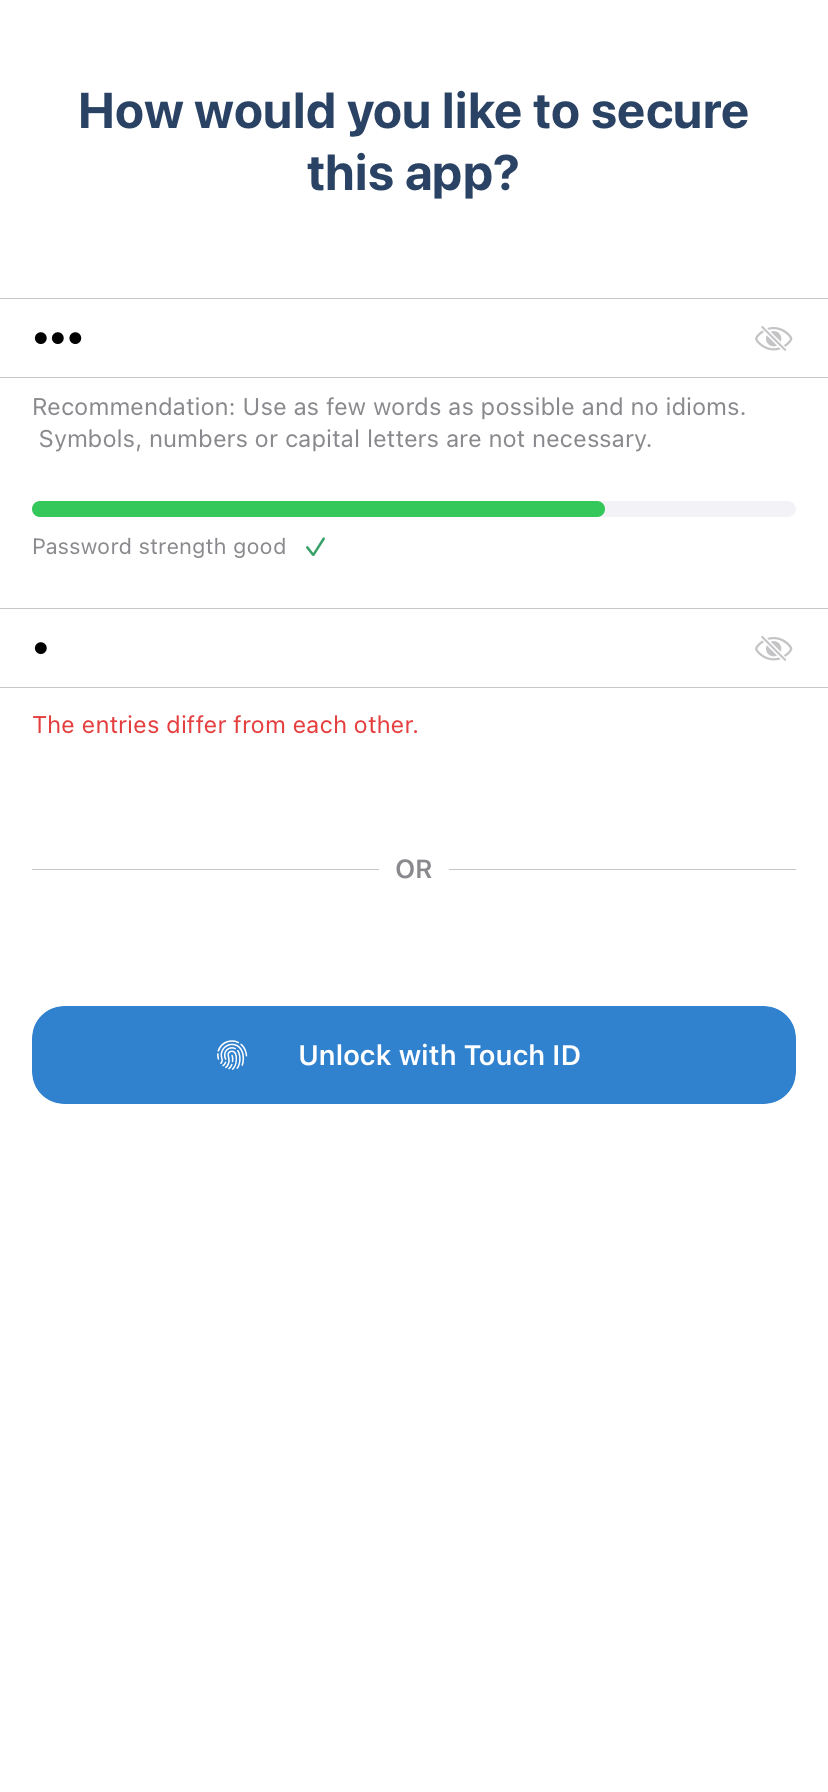 How would you like to secure
this app?
•••
Recommendation: Use as few words as possible and no idioms.
Symbols, numbers or capital letters are not necessary.
Password strength good ✓
•
The entries differ from each other.
OR
Unlock with Touch ID